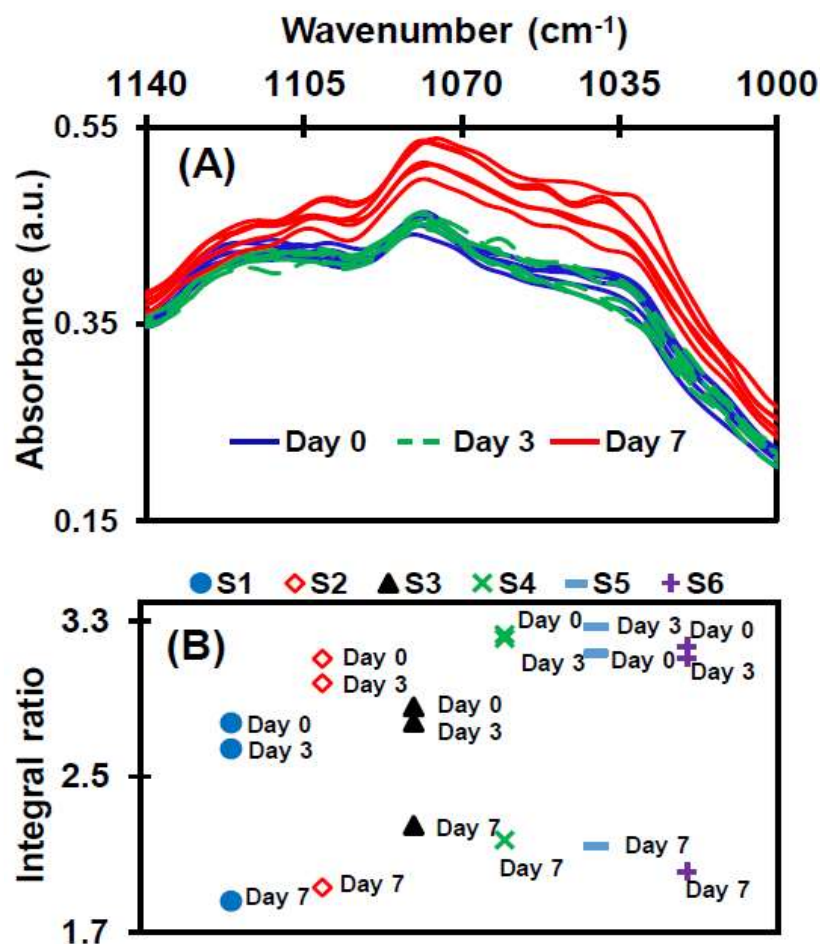 Wavenumber (cm-1)
1140 1105 1070 1035 1000
0.55
(A)
Absorbance (a.u.)
0.35
Day 0 Day 3 Day 7
0.15
S1 S2 S3 S4 S5 S6
3.3
(B)
Day 0
Day 3
Day 0
Day 0
Day 3
Day 0
Day 3
Day 3
Day 0
Day 0
Day 3
Day 0
Day 3
Integral ratio
2.5
Day 7
Day 7
Day 7
Day 7
Day 7
Day 7
1.7